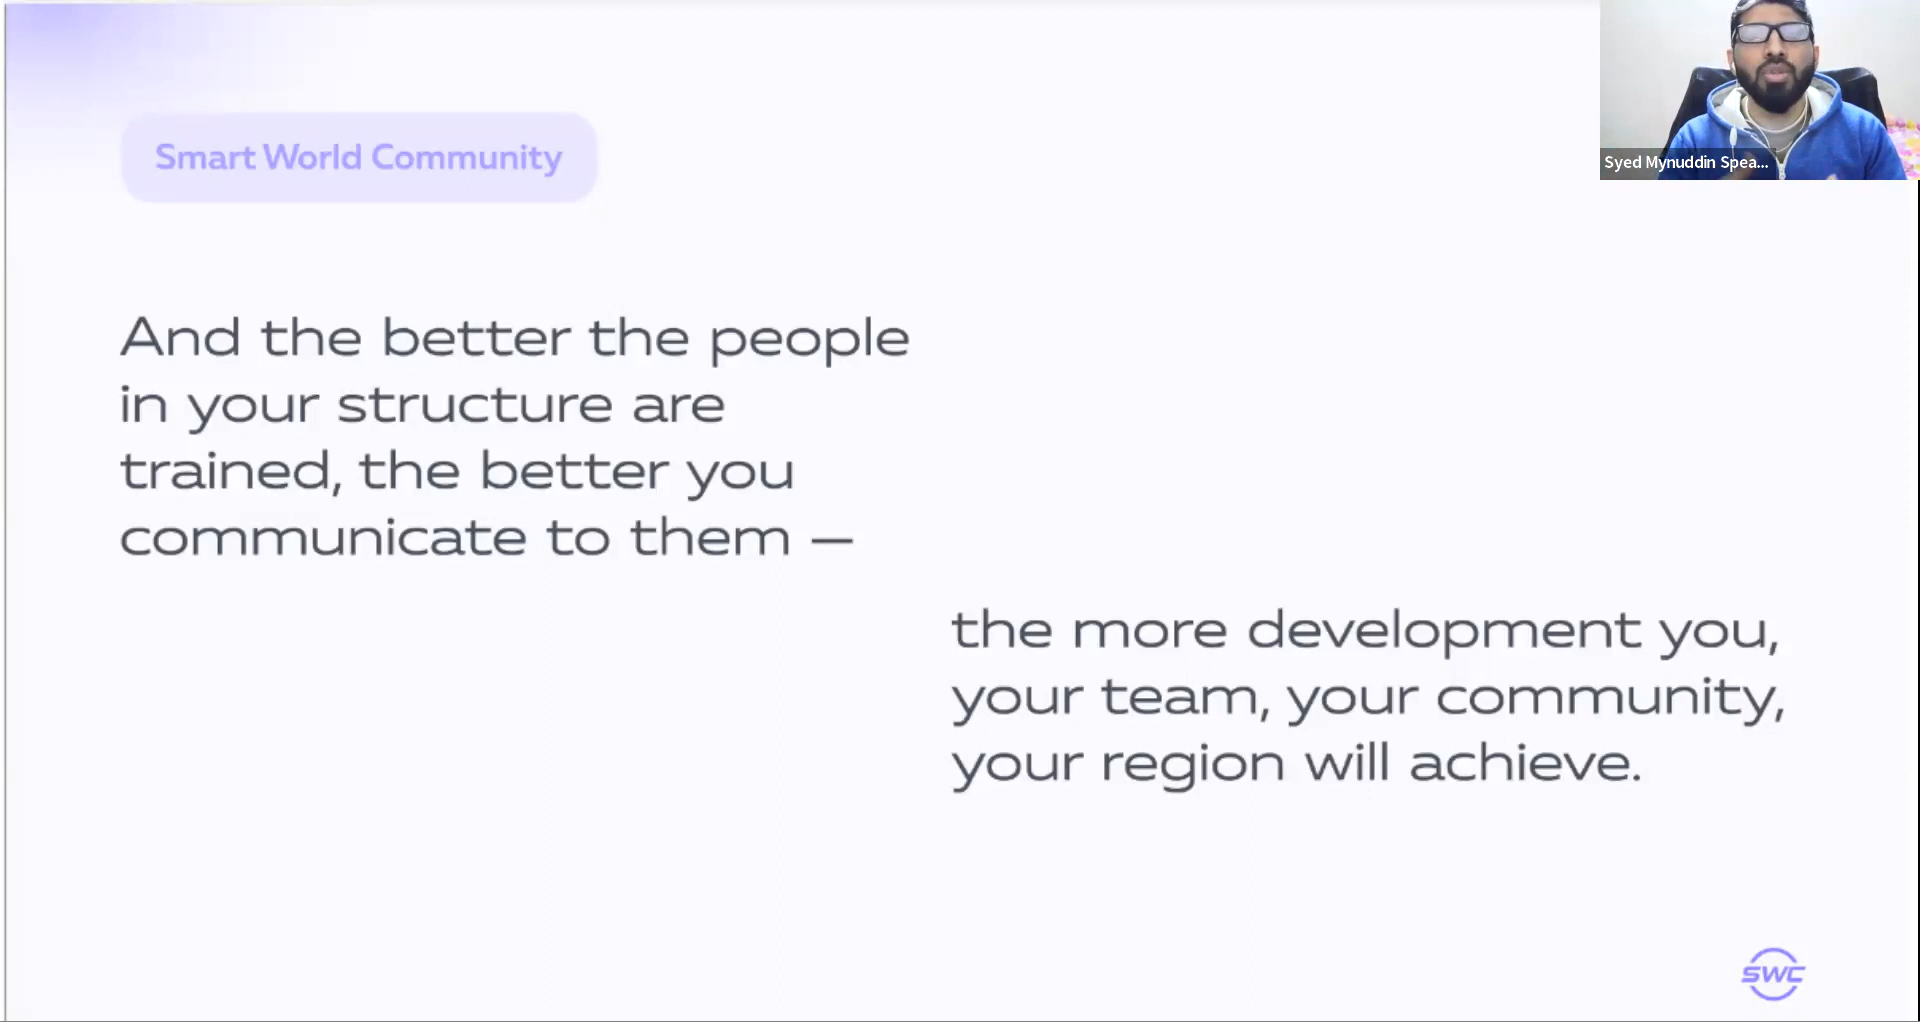 Smart World Community
Syed Mynuddin Spea...
And the better the people
in your structure are
trained, the better you
communicate to them —
the more development you,
your team, your community,
your region will achieve.
SWC